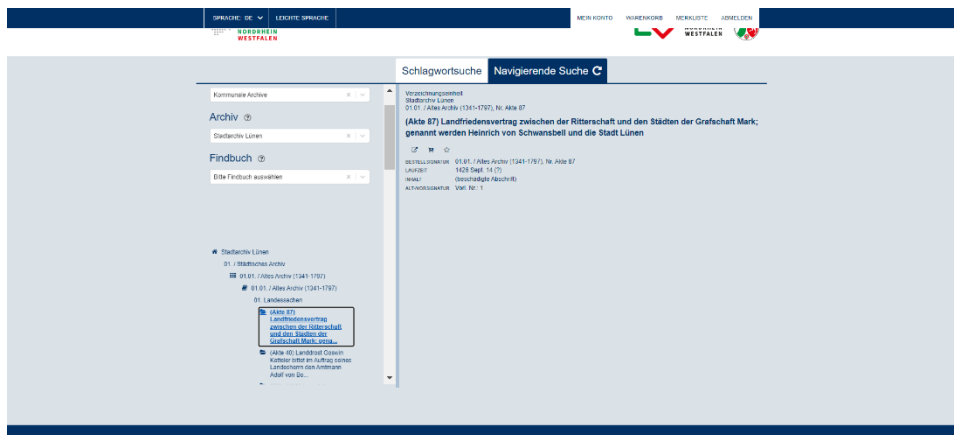 SPRACHE: DE LEICHTE SPRACHE
MEIN KONTO WARENKORB MERKLISTE ABMELDEN
NORDRHEIN
WESTFALEN
WESTFALEN
Schlagwortsuche Navigierende Suche
Kommunale Archive
Archiv
Stadtarchiv Lünen
Findbuch
Bitte Findbuch auswählen
Stadtarchiv Lünen
01. / Städtisches Archiv
01.01. / Altes Archiv (1341-1797)
01.01. / Altes Archiv (1341-1797)
01. Landessachen
(Akte 87)
Landfriedensvertrag
zwischen der Ritterschaft
und den Städten der
Grafschaft Mark; gena...
(Akte 40) Landdrost Goswin
Ketteler bittet im Auftrag seines
Landesherrn den Amtmann
Adolf von Bo...
Verzeichnungseinheit
Stadtarchiv Lünen
01.01. / Altes Archiv (1341-1797), Nr. Akte 87
(Akte 87) Landfriedensvertrag zwischen der Ritterschaft und den Städten der Grafschaft Mark;
genannt werden Heinrich von Schwansbell und die Stadt Lünen
BESTELLSIGNATUR 01.01. / Altes Archiv (1341-1797), Nr. Akte 87
LAUFZEIT 1426 Sept. 14 (?)
INHALT (beschädigte Abschrift)
ALT-/VORSIGNATUR Vorl. Nr.: 1